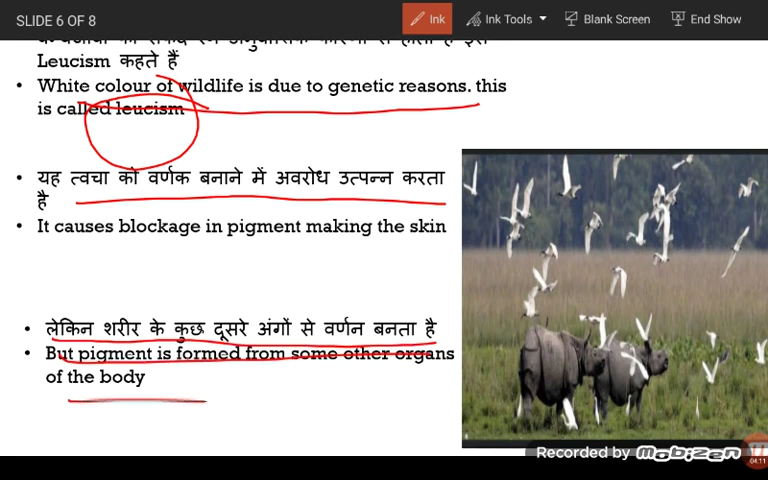 SLIDE 6 OF 8
Ink
Ink Tools
Blank Screen
End Show
Leucism कहते हैं
• White colour of wildlife is due to genetic reasons. this
is called leucism
• यह त्वचा को वर्णक बनाने में अवरोध उत्पन्न करता
है
• It causes blockage in pigment making the skin
• लेकिन शरीर के कुछ दूसरे अंगों से वर्णन बनता है
• But pigment is formed from some other organs
of the body
Recorded by MOBIZEN
04:11